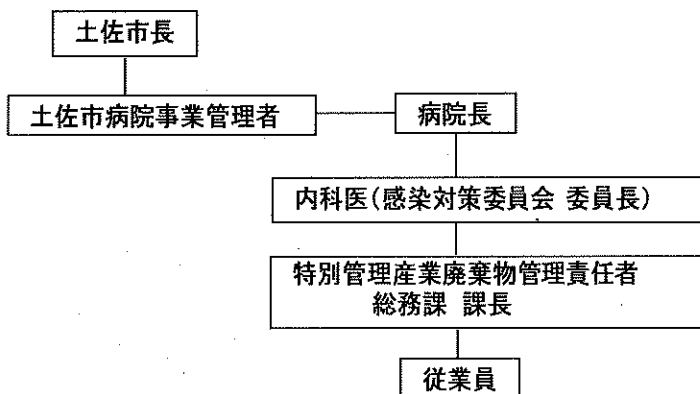 土佐市長
土佐市病院事業管理者
病院長
内科医(感染対策委員会 委員長)
特別管理産業廃棄物管理責任者
総務課 課長
従業員